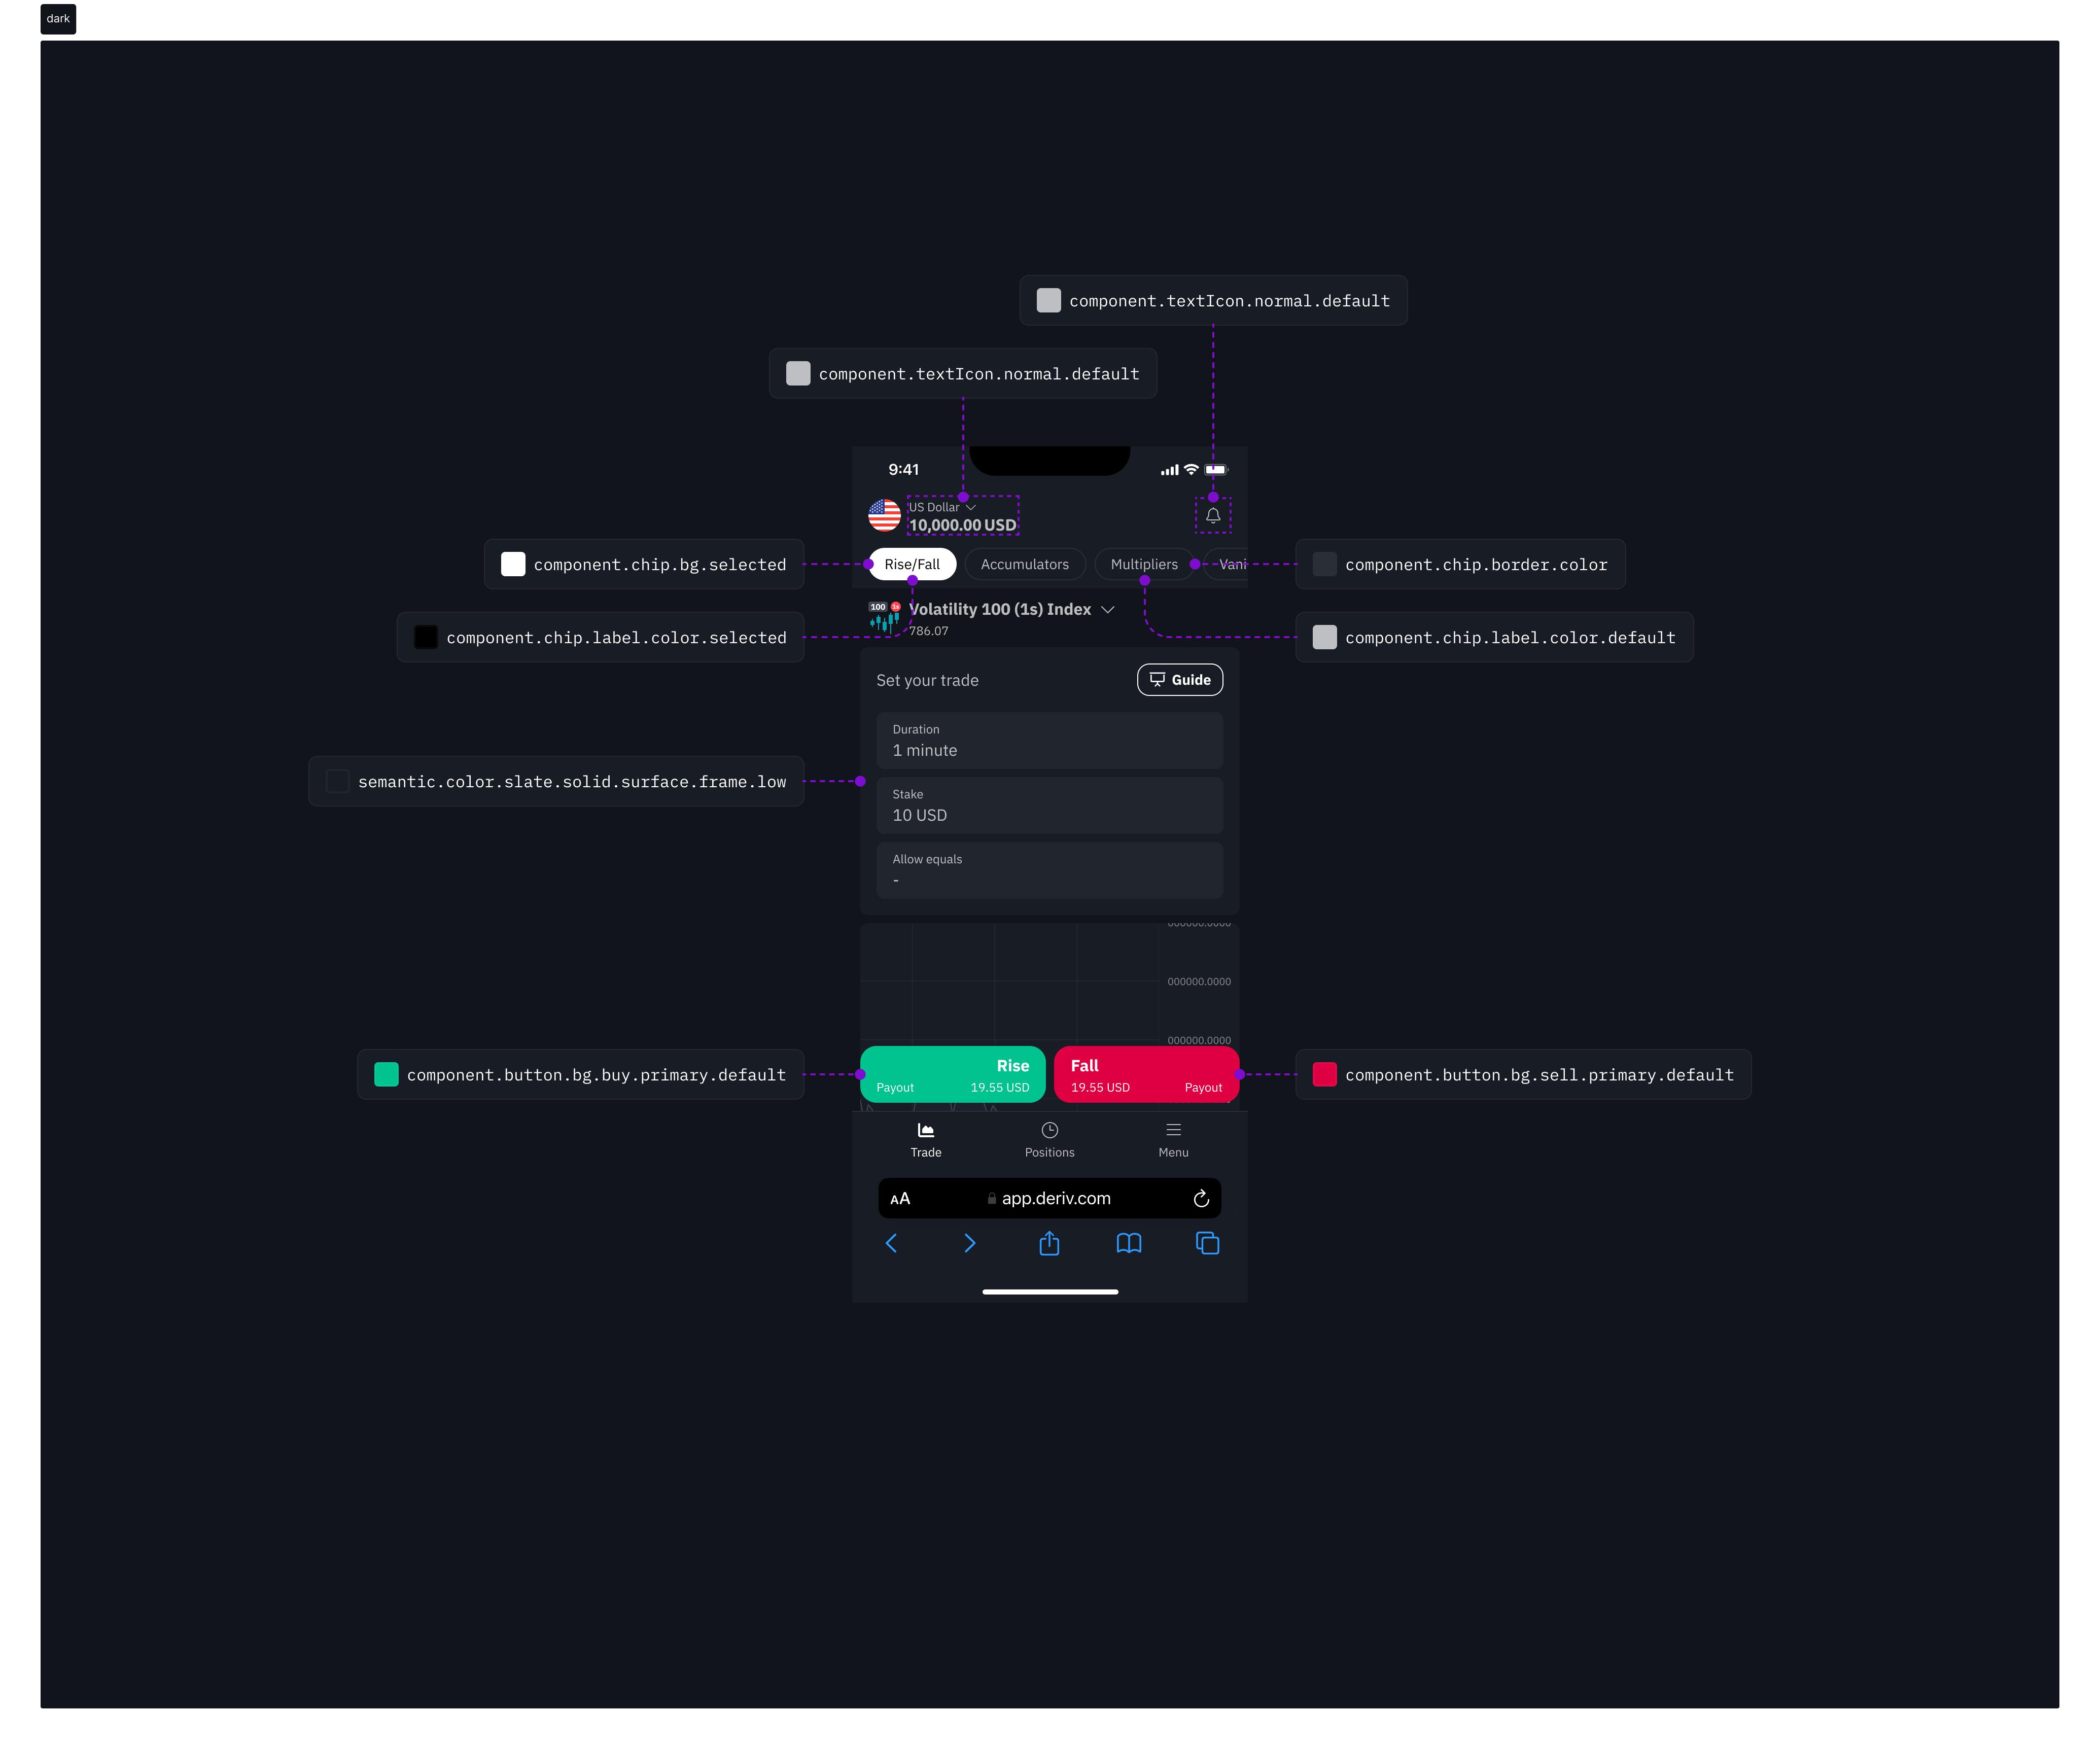 dark
component.textIcon.normal.default
component.textIcon.normal.default
9:41
US Dollar
10,000.00 USD
component.chip.bg.selected
Rise/Fall
Accumulators
Multipliers
Vani
component.chip.border.color
component.chip.label.color.selected
100
1s
Volatility 100 (1s) Index
786.07
component.chip.label.color.default
Set your trade
Guide
Duration
1 minute
semantic.color.slate.solid.surface.frame.low
Stake
10 USD
Allow equals
-
000000.0000
000000.0000
000000.0000
component.button.bg.buy.primary.default
Rise
Payout
19.55 USD
Fall
19.55 USD
Payout
component.button.bg.sell.primary.default
Trade
Positions
Menu
AA
app.deriv.com